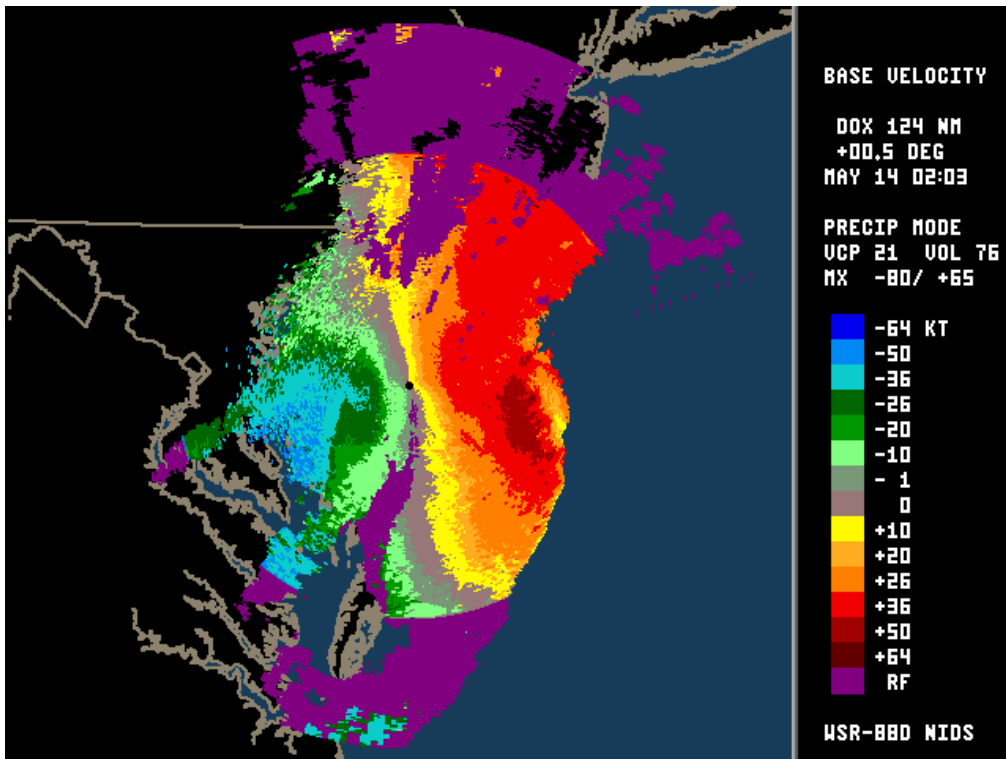 BASE VELOCITY
DOX 124 NM
+00.5 DEG
MAY 14 02:03
PRECIP MODE
VCP 21 VOL 76
MX -80/ +65
-64 KT
-50
-36
-26
-20
-10
- 1
0
+10
+20
+26
+36
+50
+64
RF
WSR-88D NIDS